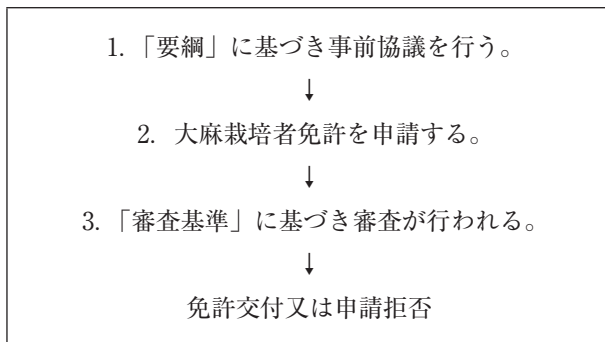 1. 「要綱」に基づき事前協議を行う。
↓
2. 大麻栽培者免許を申請する。
↓
3. 「審査基準」に基づき審査が行われる。
↓
免許交付又は申請拒否